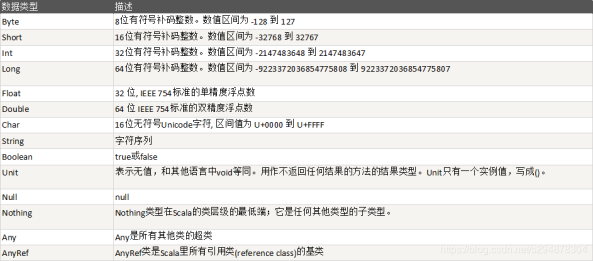 数据类型 描述
Byte 8位有符号补码整数。数值区间为 -128 到 127
Short 16位有符号补码整数。数值区间为 -32768 到 32767
Int 32位有符号补码整数。数值区间为 -2147483648 到 2147483647
Long 64位有符号补码整数。数值区间为 -9223372036854775808 到 9223372036854775807
Float 32 位, IEEE 754标准的单精度浮点数
Double 64 位 IEEE 754标准的双精度浮点数
Char 16位无符号Unicode字符, 区间值为 U+0000 到 U+FFFF
String 字符序列
Boolean true或false
Unit 表示无值，和其他语言中void等同。用作不返回任何结果的方法的结果类型。Unit只有一个实例值，写成()。
Null null
Nothing Nothing类型在Scala的类层级的最低端，它是任何其他类型的子类型。
Any Any是所有其他类的超类
AnyRef AnyRef类是Scala里所有引用类(reference class)的基类